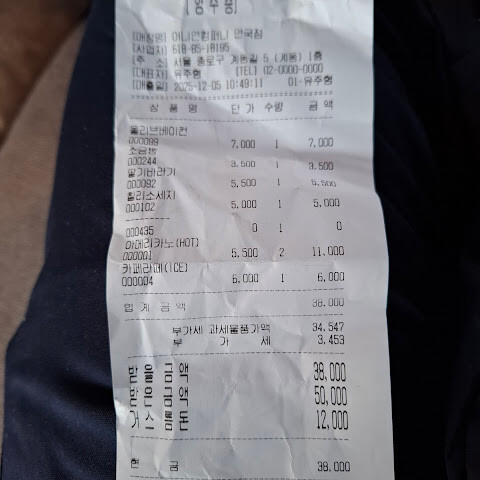 [영 수 증]
[매장명] 어니언컴퍼니 안국점
[사업자] 618-85-18195
[주 소] 서울 종로구 계동길 5 (계동) 1층
[대표자] 유주형 [TEL] 02-0000-0000
[매출일] 2025-12-05 10:49:11 01-유주형
상 품 명 단 가 수량 금 액
올리브베이컨
000099 7,000 1 7,000
소금빵
000244 3,500 1 3,500
딸기바라기
000092 5,500 1 5,500
칠리소세지
000102 5,000 1 5,000
----------
000435 0 1 0
아메리카노(HOT)
000001 5,500 2 11,000
카페라떼(ICE)
000004 6,000 1 6,000
합 계 금 액 38,000
부가세 과세물품가액 34,547
부 가 세 3,453
받 을 금 액 38,000
받 은 금 액 50,000
거 스 름 돈 12,000
현 금 38,000